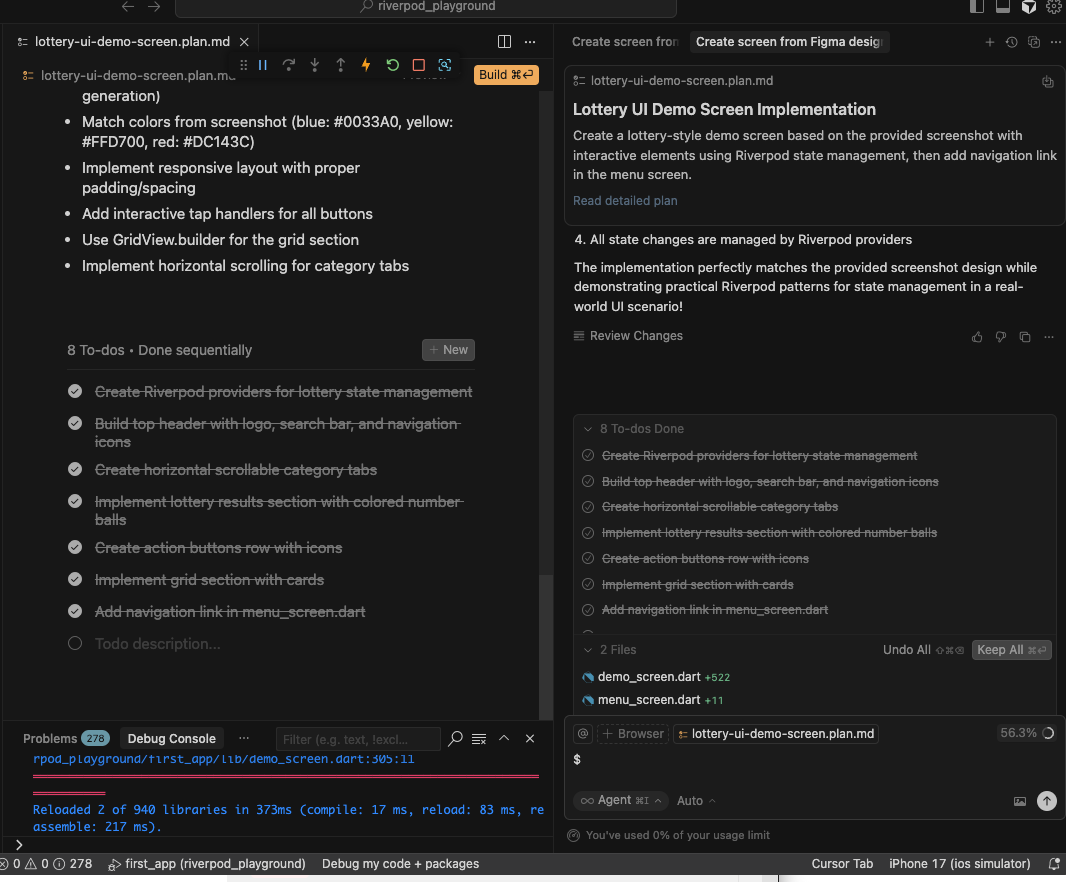 riverpod_playground
lottery-ui-demo-screen.plan.md
lottery-ui-demo-screen.plan.md
Build ⌘⏎
generation)
• Match colors from screenshot (blue: #0033A0, yellow:
#FFD700, red: #DC143C)
• Implement responsive layout with proper
padding/spacing
• Add interactive tap handlers for all buttons
• Use GridView.builder for the grid section
• Implement horizontal scrolling for category tabs
8 To-dos • Done sequentially
+ New
Create Riverpod providers for lottery state management
Build top header with logo, search bar, and navigation
icons
Create horizontal scrollable category tabs
Implement lottery results section with colored number
balls
Create action buttons row with icons
Implement grid section with cards
Add navigation link in menu_screen.dart
Todo description...
Problems 278 Debug Console ...
Filter (e.g. text, !excl...
rpod_playground/first_app/lib/demo_screen.dart:305:11
Reloaded 2 of 940 libraries in 373ms (compile: 17 ms, reload: 83 ms, re
assemble: 217 ms).
Create screen from
Create screen from Figma design
lottery-ui-demo-screen.plan.md
Lottery UI Demo Screen Implementation
Create a lottery-style demo screen based on the provided screenshot with
interactive elements using Riverpod state management, then add navigation link
in the menu screen.
Read detailed plan
4. All state changes are managed by Riverpod providers
The implementation perfectly matches the provided screenshot design while
demonstrating practical Riverpod patterns for state management in a real-
world UI scenario!
Review Changes
8 To-dos Done
Create Riverpod providers for lottery state management
Build top header with logo, search bar, and navigation icons
Create horizontal scrollable category tabs
Implement lottery results section with colored number balls
Create action buttons row with icons
Implement grid section with cards
Add navigation link in menu_screen.dart
2 Files
Undo All ⇧⌘⌫ Keep All ⌘⏎
demo_screen.dart +522
menu_screen.dart +11
@ + Browser lottery-ui-demo-screen.plan.md 56.3%
$
∞ Agent ⌘I Auto
You've used 0% of your usage limit
0 0 278 first_app (riverpod_playground) Debug my code + packages
Cursor Tab iPhone 17 (ios simulator)